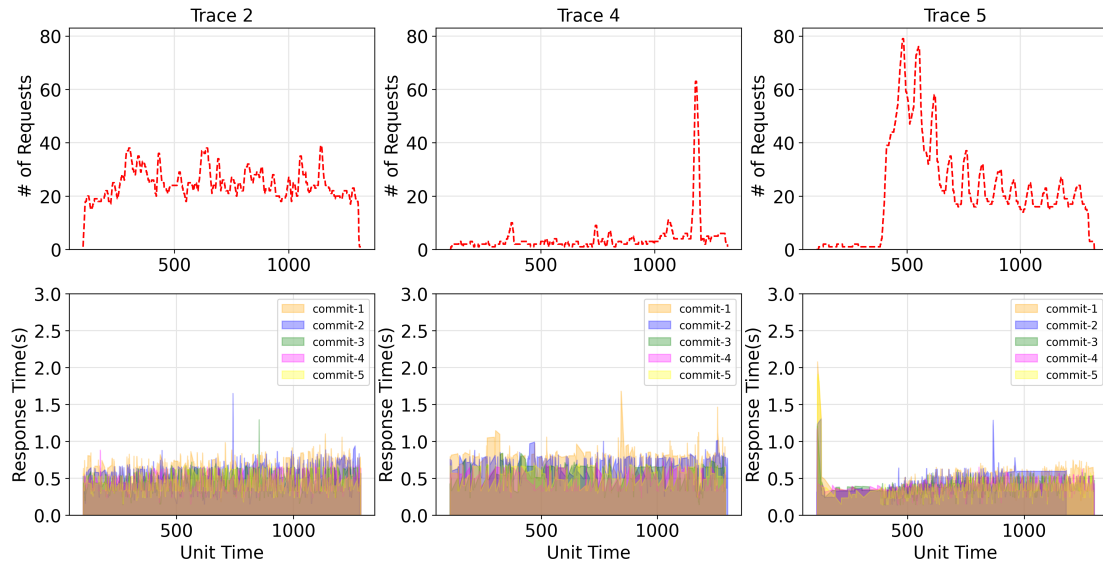 Trace 2
Trace 4
Trace 5
# of Requests
80
60
40
20
0
500
1000
# of Requests
80
60
40
20
0
500
1000
# of Requests
80
60
40
20
0
500
1000
Response Time(s)
3.0
2.5
2.0
1.5
1.0
0.5
0.0
commit-1
commit-2
commit-3
commit-4
commit-5
500
1000
Unit Time
Response Time(s)
3.0
2.5
2.0
1.5
1.0
0.5
0.0
commit-1
commit-2
commit-3
commit-4
commit-5
500
1000
Unit Time
Response Time(s)
3.0
2.5
2.0
1.5
1.0
0.5
0.0
commit-1
commit-2
commit-3
commit-4
commit-5
500
1000
Unit Time